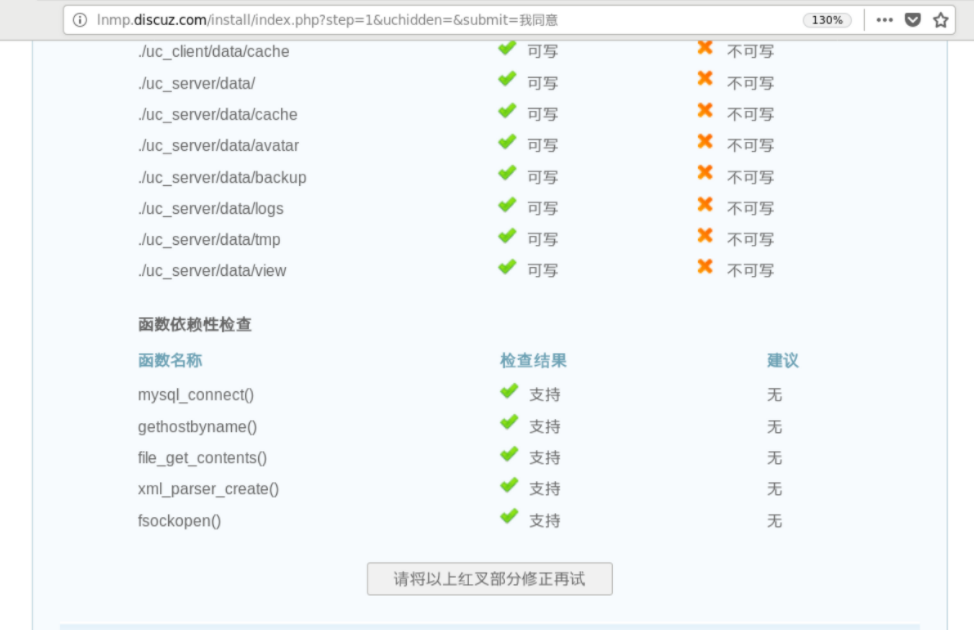 lnmp.discuz.com/install/index.php?step=1&uchidden=&submit=我同意 130%
./uc_client/data/cache 可写 不可写
./uc_server/data/ 可写 不可写
./uc_server/data/cache 可写 不可写
./uc_server/data/avatar 可写 不可写
./uc_server/data/backup 可写 不可写
./uc_server/data/logs 可写 不可写
./uc_server/data/tmp 可写 不可写
./uc_server/data/view 可写 不可写
函数依赖性检查
函数名称 检查结果 建议
mysql_connect() 支持 无
gethostbyname() 支持 无
file_get_contents() 支持 无
xml_parser_create() 支持 无
fsockopen() 支持 无
请将以上红叉部分修正再试